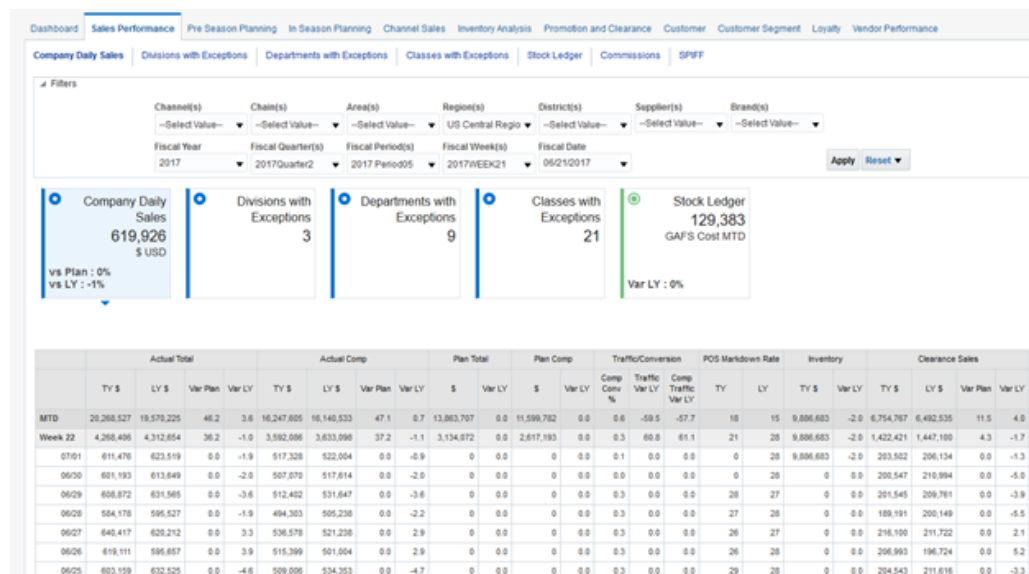 Dashboard Sales Performance Pre Season Planning In Season Planning Channel Sales Inventory Analysis Promotion and Clearance Customer Customer Segment Loyalty Vendor Performance
Company Daily Sales Divisions with Exceptions Departments with Exceptions Classes with Exceptions Stock Ledger Commissions SPIFF
Filters
Channel(s) Chain(s) Area(s) Region(s) District(s) Supplier(s) Brand(s)
--Select Value-- --Select Value-- --Select Value-- US Central Regio --Select Value-- --Select Value-- --Select Value--
Fiscal Year Fiscal Quarter(s) Fiscal Period(s) Fiscal Week(s) Fiscal Date
2017 2017Quarter2 2017 Period05 2017WEEK21 06/21/2017 Apply Reset
Company Daily Divisions with Departments with Classes with Stock Ledger
Sales Exceptions Exceptions Exceptions 129,383
619,926 3 9 21 GAFS Cost MTD
$ USD
vs Plan : 0%
vs LY : -1% Var LY : 0%
Actual Total Actual Comp Plan Total Plan Comp Traffic/Conversion POS Markdown Rate Inventory Clearance Sales
TY $ LY $ Var Plan Var LY TY $ LY $ Var Plan Var LY $ Var LY $ Var LY Comp Conv % Traffic Var LY Comp Traffic Var LY TY LY TY $ Var LY TY $ LY $ Var Plan Var LY
MTD 20,268,527 19,570,225 46.2 3.6 16,247,605 16,140,533 47.1 0.7 13,863,707 0.0 11,599,782 0.0 0.6 -59.5 -57.7 18 15 9,886,683 -2.0 6,754,767 6,492,535 11.5 4.0
Week 22 4,268,406 4,312,654 36.2 -1.0 3,592,086 3,633,098 37.2 -1.1 3,134,072 0.0 2,617,193 0.0 0.3 60.8 61.1 21 28 9,886,683 -2.0 1,422,421 1,447,100 4.3 -1.7
07/01 611,476 623,519 0.0 -1.9 517,328 522,004 0.0 -0.9 0 0.0 0 0.0 0.1 0.0 0.0 0 28 9,886,683 -2.0 203,502 206,134 0.0 -1.3
06/30 601,193 613,649 0.0 -2.0 507,070 517,614 0.0 -2.0 0 0.0 0 0.0 0.3 0.0 0.0 0 28 0 0.0 200,547 210,994 0.0 -5.0
06/29 608,872 631,565 0.0 -3.6 512,402 531,647 0.0 -3.6 0 0.0 0 0.0 0.3 0.0 0.0 28 27 0 0.0 201,545 209,761 0.0 -3.9
06/28 584,178 595,527 0.0 -1.9 494,303 505,238 0.0 -2.2 0 0.0 0 0.0 0.3 0.0 0.0 27 28 0 0.0 189,191 200,149 0.0 -5.5
06/27 640,417 620,212 0.0 3.3 536,578 521,238 0.0 2.9 0 0.0 0 0.0 0.3 0.0 0.0 26 27 0 0.0 216,100 211,722 0.0 2.1
06/26 619,111 595,657 0.0 3.9 515,399 501,004 0.0 2.9 0 0.0 0 0.0 0.3 0.0 0.0 26 28 0 0.0 206,993 196,724 0.0 5.2
06/25 603,159 632,525 0.0 -4.6 509,006 534,353 0.0 -4.7 0 0.0 0 0.0 0.3 0.0 0.0 29 28 0 0.0 204,543 211,616 0.0 -3.3